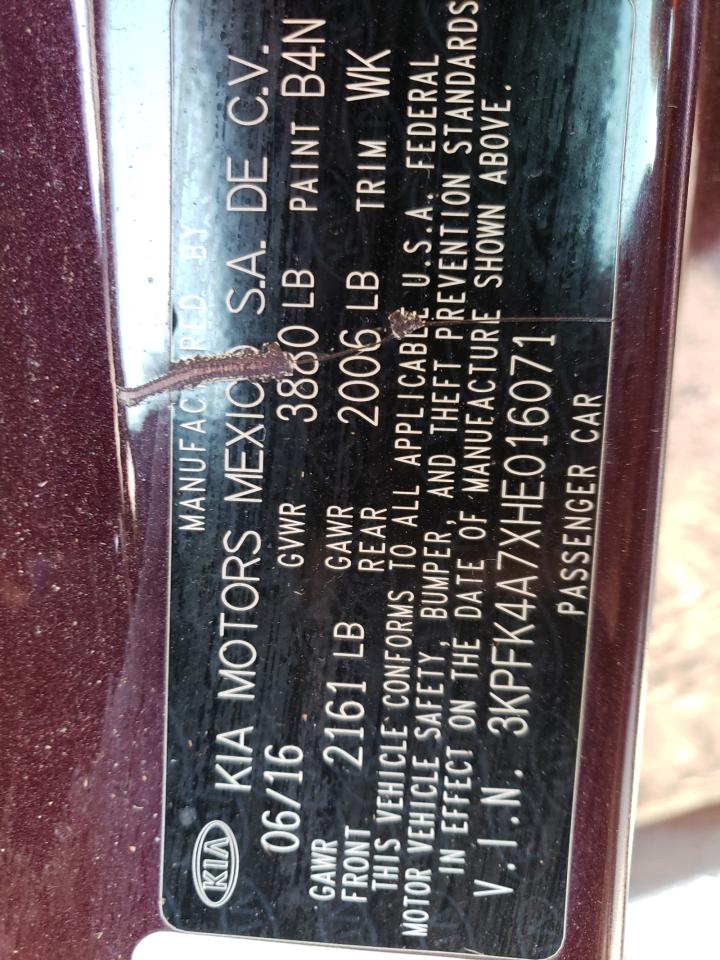 MANUFACTURED BY
KIA KIA MOTORS MEXICO S.A. DE C.V.
06/16 GVWR 3880 LB PAINT B4N
GAWR FRONT 2161 LB GAWR REAR 2006 LB TRIM WK
THIS VEHICLE CONFORMS TO ALL APPLICABLE U.S.A. FEDERAL
MOTOR VEHICLE SAFETY, BUMPER, AND THEFT PREVENTION STANDARDS
IN EFFECT ON THE DATE OF MANUFACTURE SHOWN ABOVE.
V.I.N. 3KPFK4A7XHE016071
PASSENGER CAR